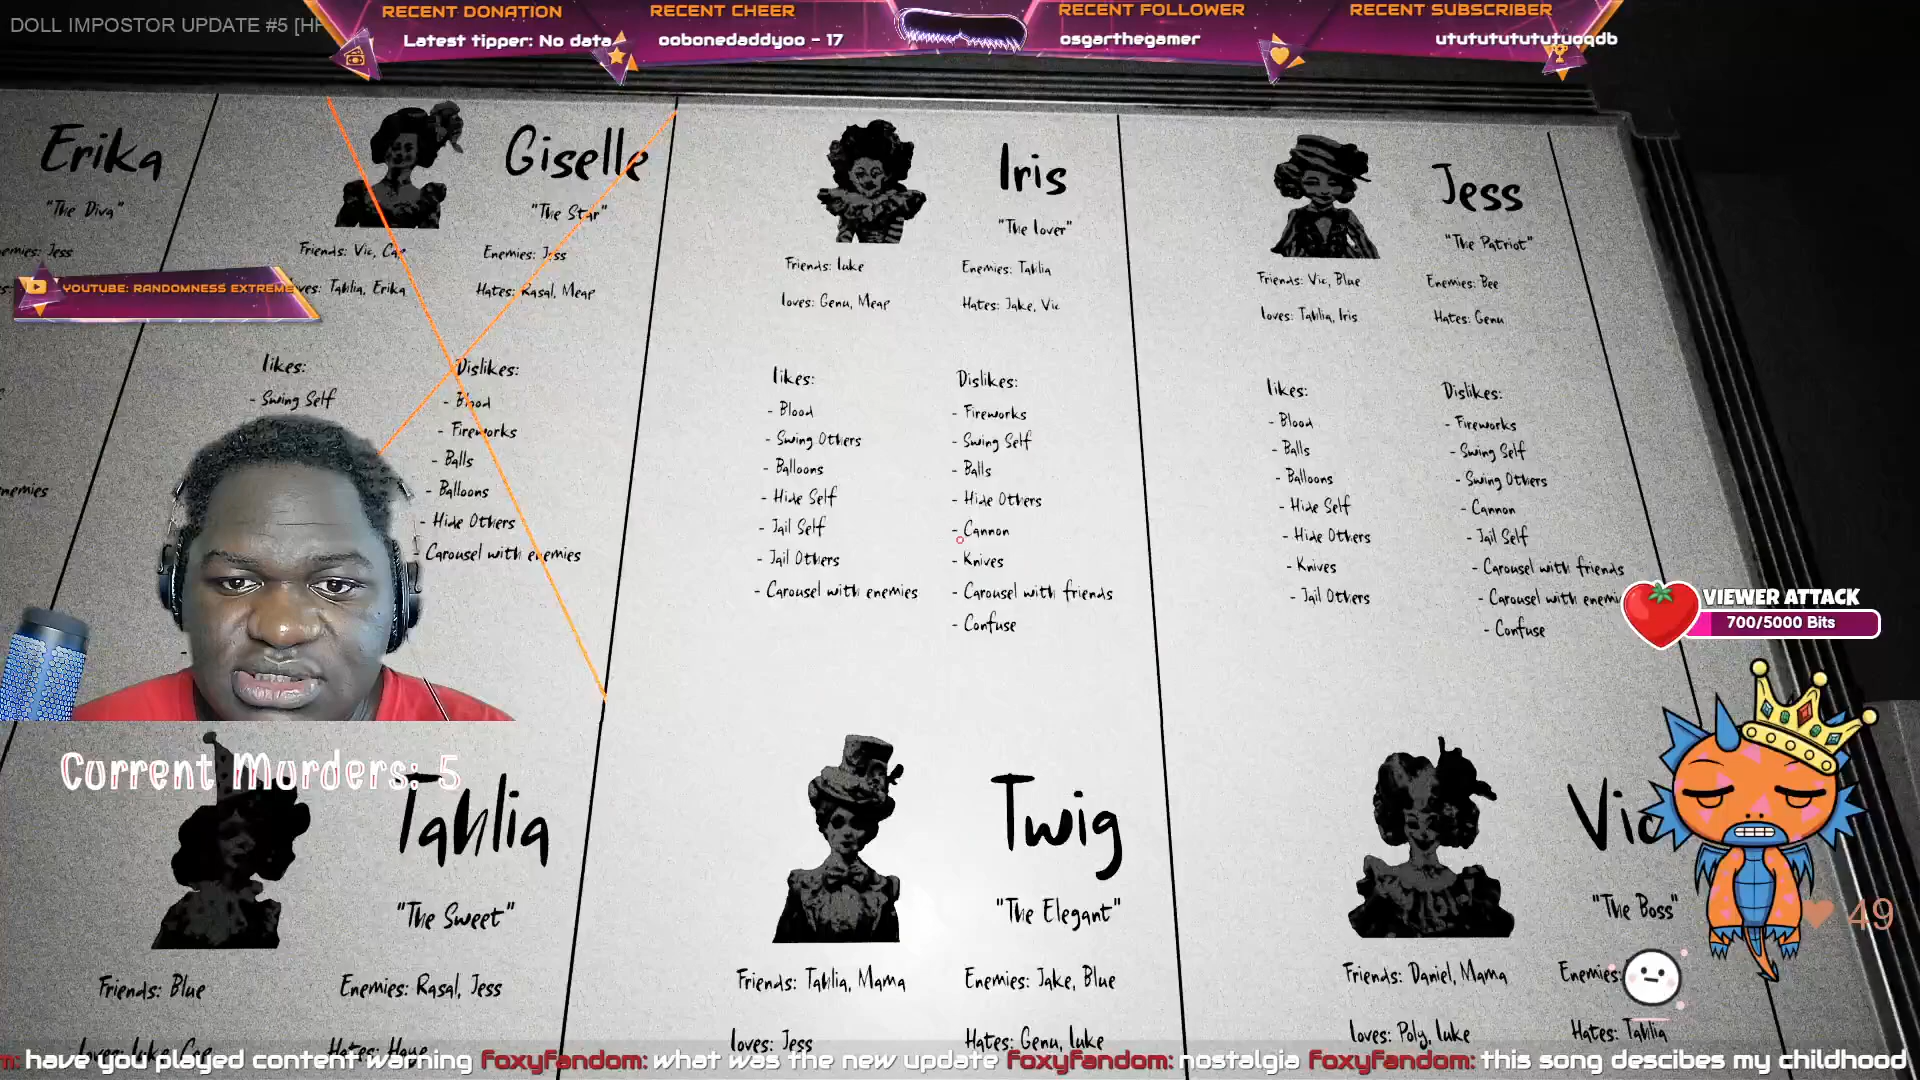 DOLL IMPOSTOR UPDATE #5 [HF
RECENT DONATION
Latest tipper: No data
RECENT CHEER
oobonedaddyoo - 17
RECENT FOLLOWER
osgarthegamer
RECENT SUBSCRIBER
Erika
"The Diva"
enemies: Jess
YOUTUBE: RANDOMNESS EXTREME
Giselle
"The Star"
Friends: Vic, Cae
Enemies: Jess
ves: Tahlia, Erika
Hates: Rasal, Meap
likes:
- Swing Self
Dislikes:
- Blood
- Fireworks
- Balls
- Balloons
- Hide Others
- Carousel with enemies
enemies
Iris
"The lover"
Friends: luke
Enemies: Tahlia
loves: Genu, Meap
Hates: Jake, Vic
likes:
- Blood
- Swing Others
- Balloons
- Hide Self
- Jail Self
- Jail Others
- Carousel with enemies
Dislikes:
- Fireworks
- Swing Self
- Balls
- Hide Others
- Cannon
- Knives
- Carousel with friends
- Confuse
Jess
"The Patriot"
Friends: Vic, Blue
Enemies: Bee
loves: Tahlia, Iris
Hates: Genu
likes:
- Blood
- Balls
- Balloons
- Hide Self
- Hide Others
- Knives
- Jail Others
Dislikes:
- Fireworks
- Swing Self
- Swing Others
- Cannon
- Jail Self
- Carousel with friends
- Carousel with enemi
- Confuse
VIEWER ATTACK
700/5000 Bits
Current Murders: 5
Tahlia
"The Sweet"
Friends: Blue
Enemies: Rasal, Jess
Twig
"The Elegant"
Friends: Tahlia, Mama
Enemies: Jake, Blue
loves: Jess
Hates: Genu, luke
Vic
"The Boss"
Friends: Daniel, Mama
Enemies:
loves: Poly, luke
Hates: Tahlia
49
m: have you played content warning foxyfandom: what was the new update foxyfandom: nostalgia foxyfandom: this song descibes my childhood